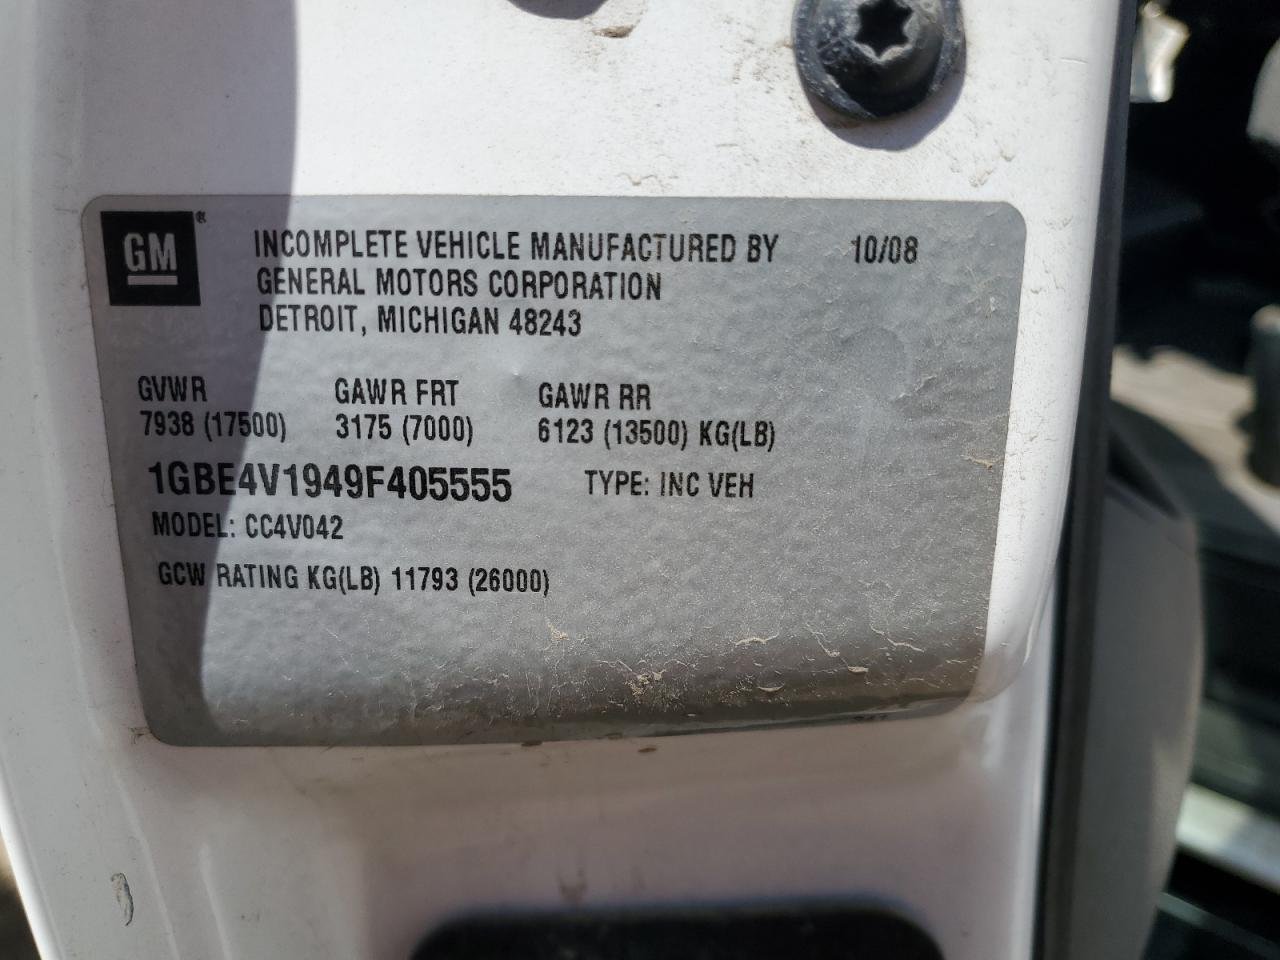 GM ® INCOMPLETE VEHICLE MANUFACTURED BY 10/08
GENERAL MOTORS CORPORATION
DETROIT, MICHIGAN 48243
GVWR GAWR FRT GAWR RR
7938 (17500) 3175 (7000) 6123 (13500) KG(LB)
1GBE4V1949F405555 TYPE: INC VEH
MODEL: CC4V042
GCW RATING KG(LB) 11793 (26000)